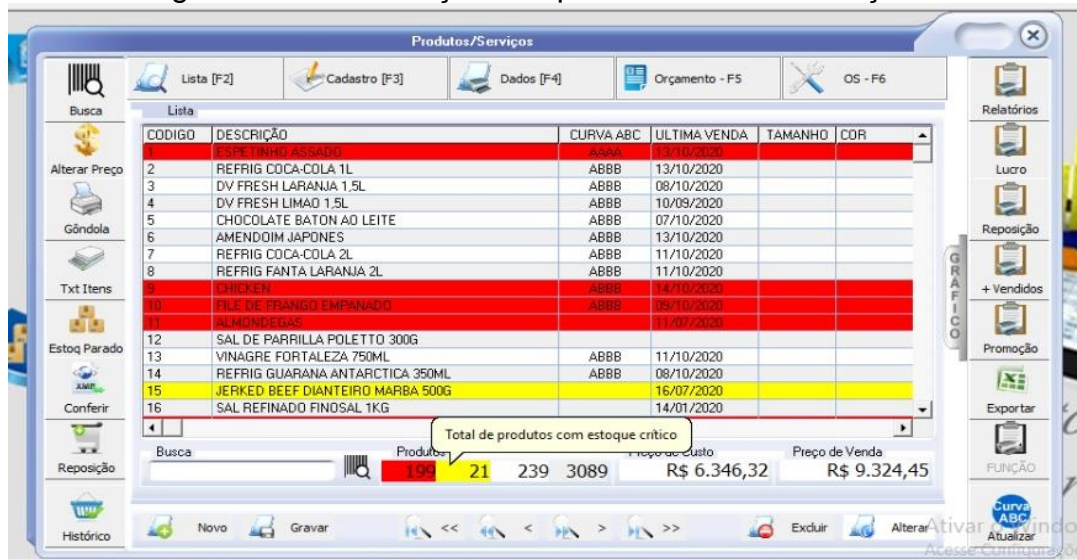 Produtos/Serviços
Busca
Alterar Preço
Gôndola
Txt Itens
Estoq Parado
XML
Conferir
Reposição
Histórico
Lista [F2] Cadastro [F3] Dados [F4] Orçamento - F5 OS - F6
Lista
CODIGO DESCRIÇÃO CURVA ABC ULTIMA VENDA TAMANHO COR
1 ESPETINHO ASSADO AAAA 13/10/2020
2 REFRIG COCA-COLA 1L ABBB 13/10/2020
3 DV FRESH LARANJA 1,5L ABBB 08/10/2020
4 DV FRESH LIMAO 1,5L ABBB 10/09/2020
5 CHOCOLATE BATON AO LEITE ABBB 07/10/2020
6 AMENDOIM JAPONES ABBB 13/10/2020
7 REFRIG COCA-COLA 2L ABBB 11/10/2020
8 REFRIG FANTA LARANJA 2L ABBB 11/10/2020
9 CHICKEN ABBB 14/10/2020
10 FILE DE FRANGO EMPANADO ABBB 09/10/2020
11 ALMONDEGAS 11/07/2020
12 SAL DE PARRILLA POLETTO 300G
13 VINAGRE FORTALEZA 750ML ABBB 11/10/2020
14 REFRIG GUARANA ANTARCTICA 350ML ABBB 08/10/2020
15 JERKED BEEF DIANTEIRO MARBA 500G 16/07/2020
16 SAL REFINADO FINOSAL 1KG 14/01/2020
Total de produtos com estoque crítico
Busca Produtos Custo Preço de Venda
199 21 239 3089 R$ 6.346,32 R$ 9.324,45
Novo Gravar << < > >> Excluir Alterar
GRAFICO
Relatórios
Lucro
Reposição
+ Vendidos
Promoção
Exportar
FUNÇÃO
Curva
ABC
Atualizar
Ativar o Windo
Acesse Configuraçõ